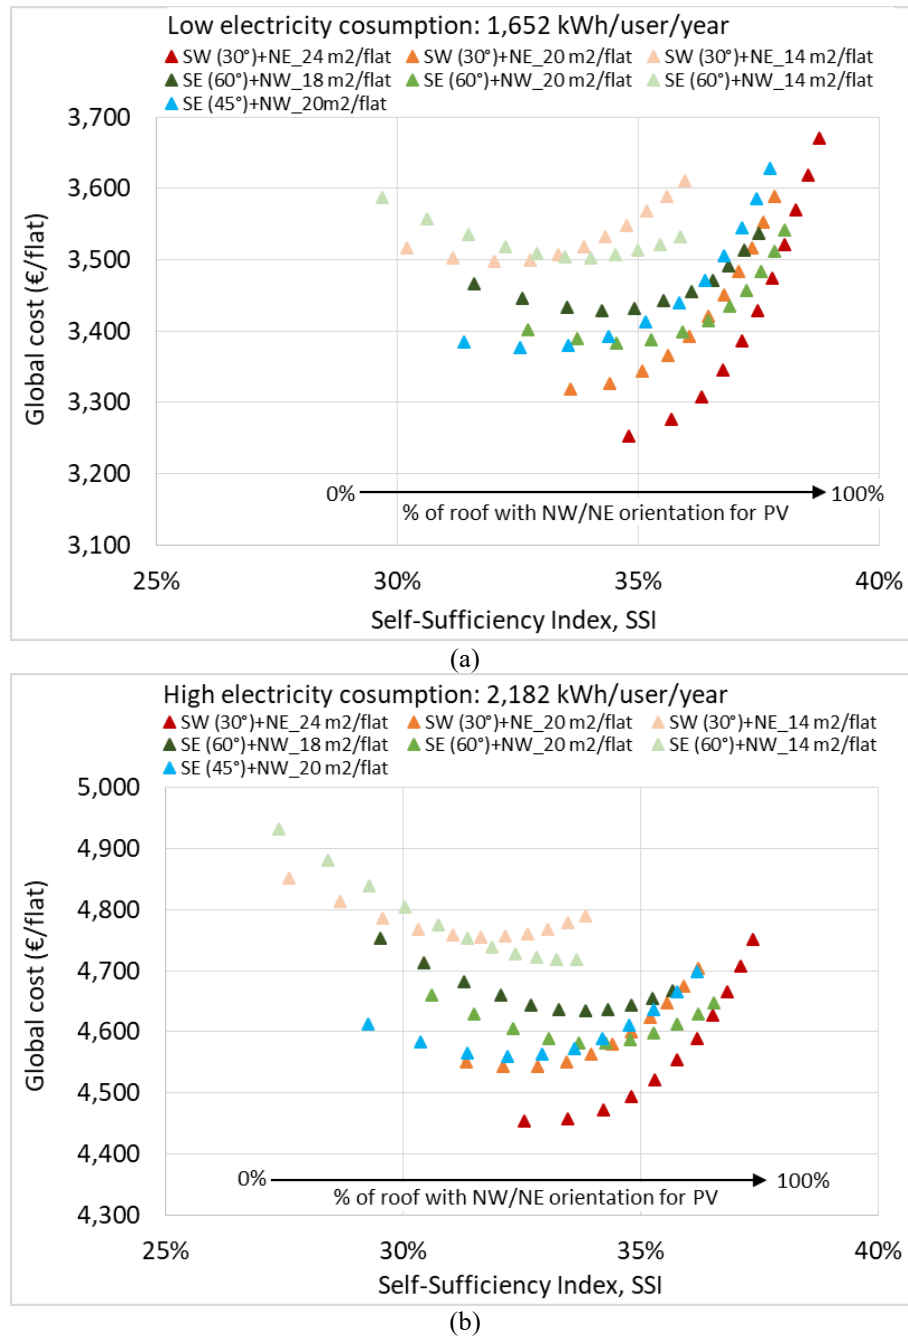 Low electricity cosumption: 1,652 kWh/user/year
SW (30°)+NE_24 m2/flat SW (30°)+NE_20 m2/flat SW (30°)+NE_14 m2/flat
SE (60°)+NW_18 m2/flat SE (60°)+NW_20 m2/flat SE (60°)+NW_14 m2/flat
SE (45°)+NW_20m2/flat
3,700
3,600
3,500
3,400
3,300
3,200
3,100
Global cost (€/flat)
0% 100%
% of roof with NW/NE orientation for PV
25% 30% 35% 40%
Self-Sufficiency Index, SSI
(a)
High electricity cosumption: 2,182 kWh/user/year
SW (30°)+NE_24 m2/flat SW (30°)+NE_20 m2/flat SW (30°)+NE_14 m2/flat
SE (60°)+NW_18 m2/flat SE (60°)+NW_20 m2/flat SE (60°)+NW_14 m2/flat
SE (45°)+NW_20 m2/flat
5,000
4,900
4,800
4,700
4,600
4,500
4,400
4,300
Global cost (€/flat)
0% 100%
% of roof with NW/NE orientation for PV
25% 30% 35% 40%
Self-Sufficiency Index, SSI
(b)